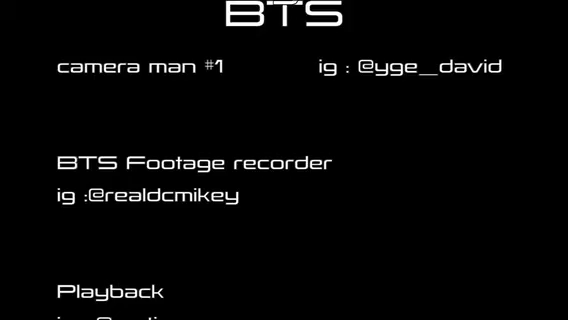 BTS
camera man #1 ig : @yge_david
BTS Footage recorder
ig :@realdcmikey
Playback